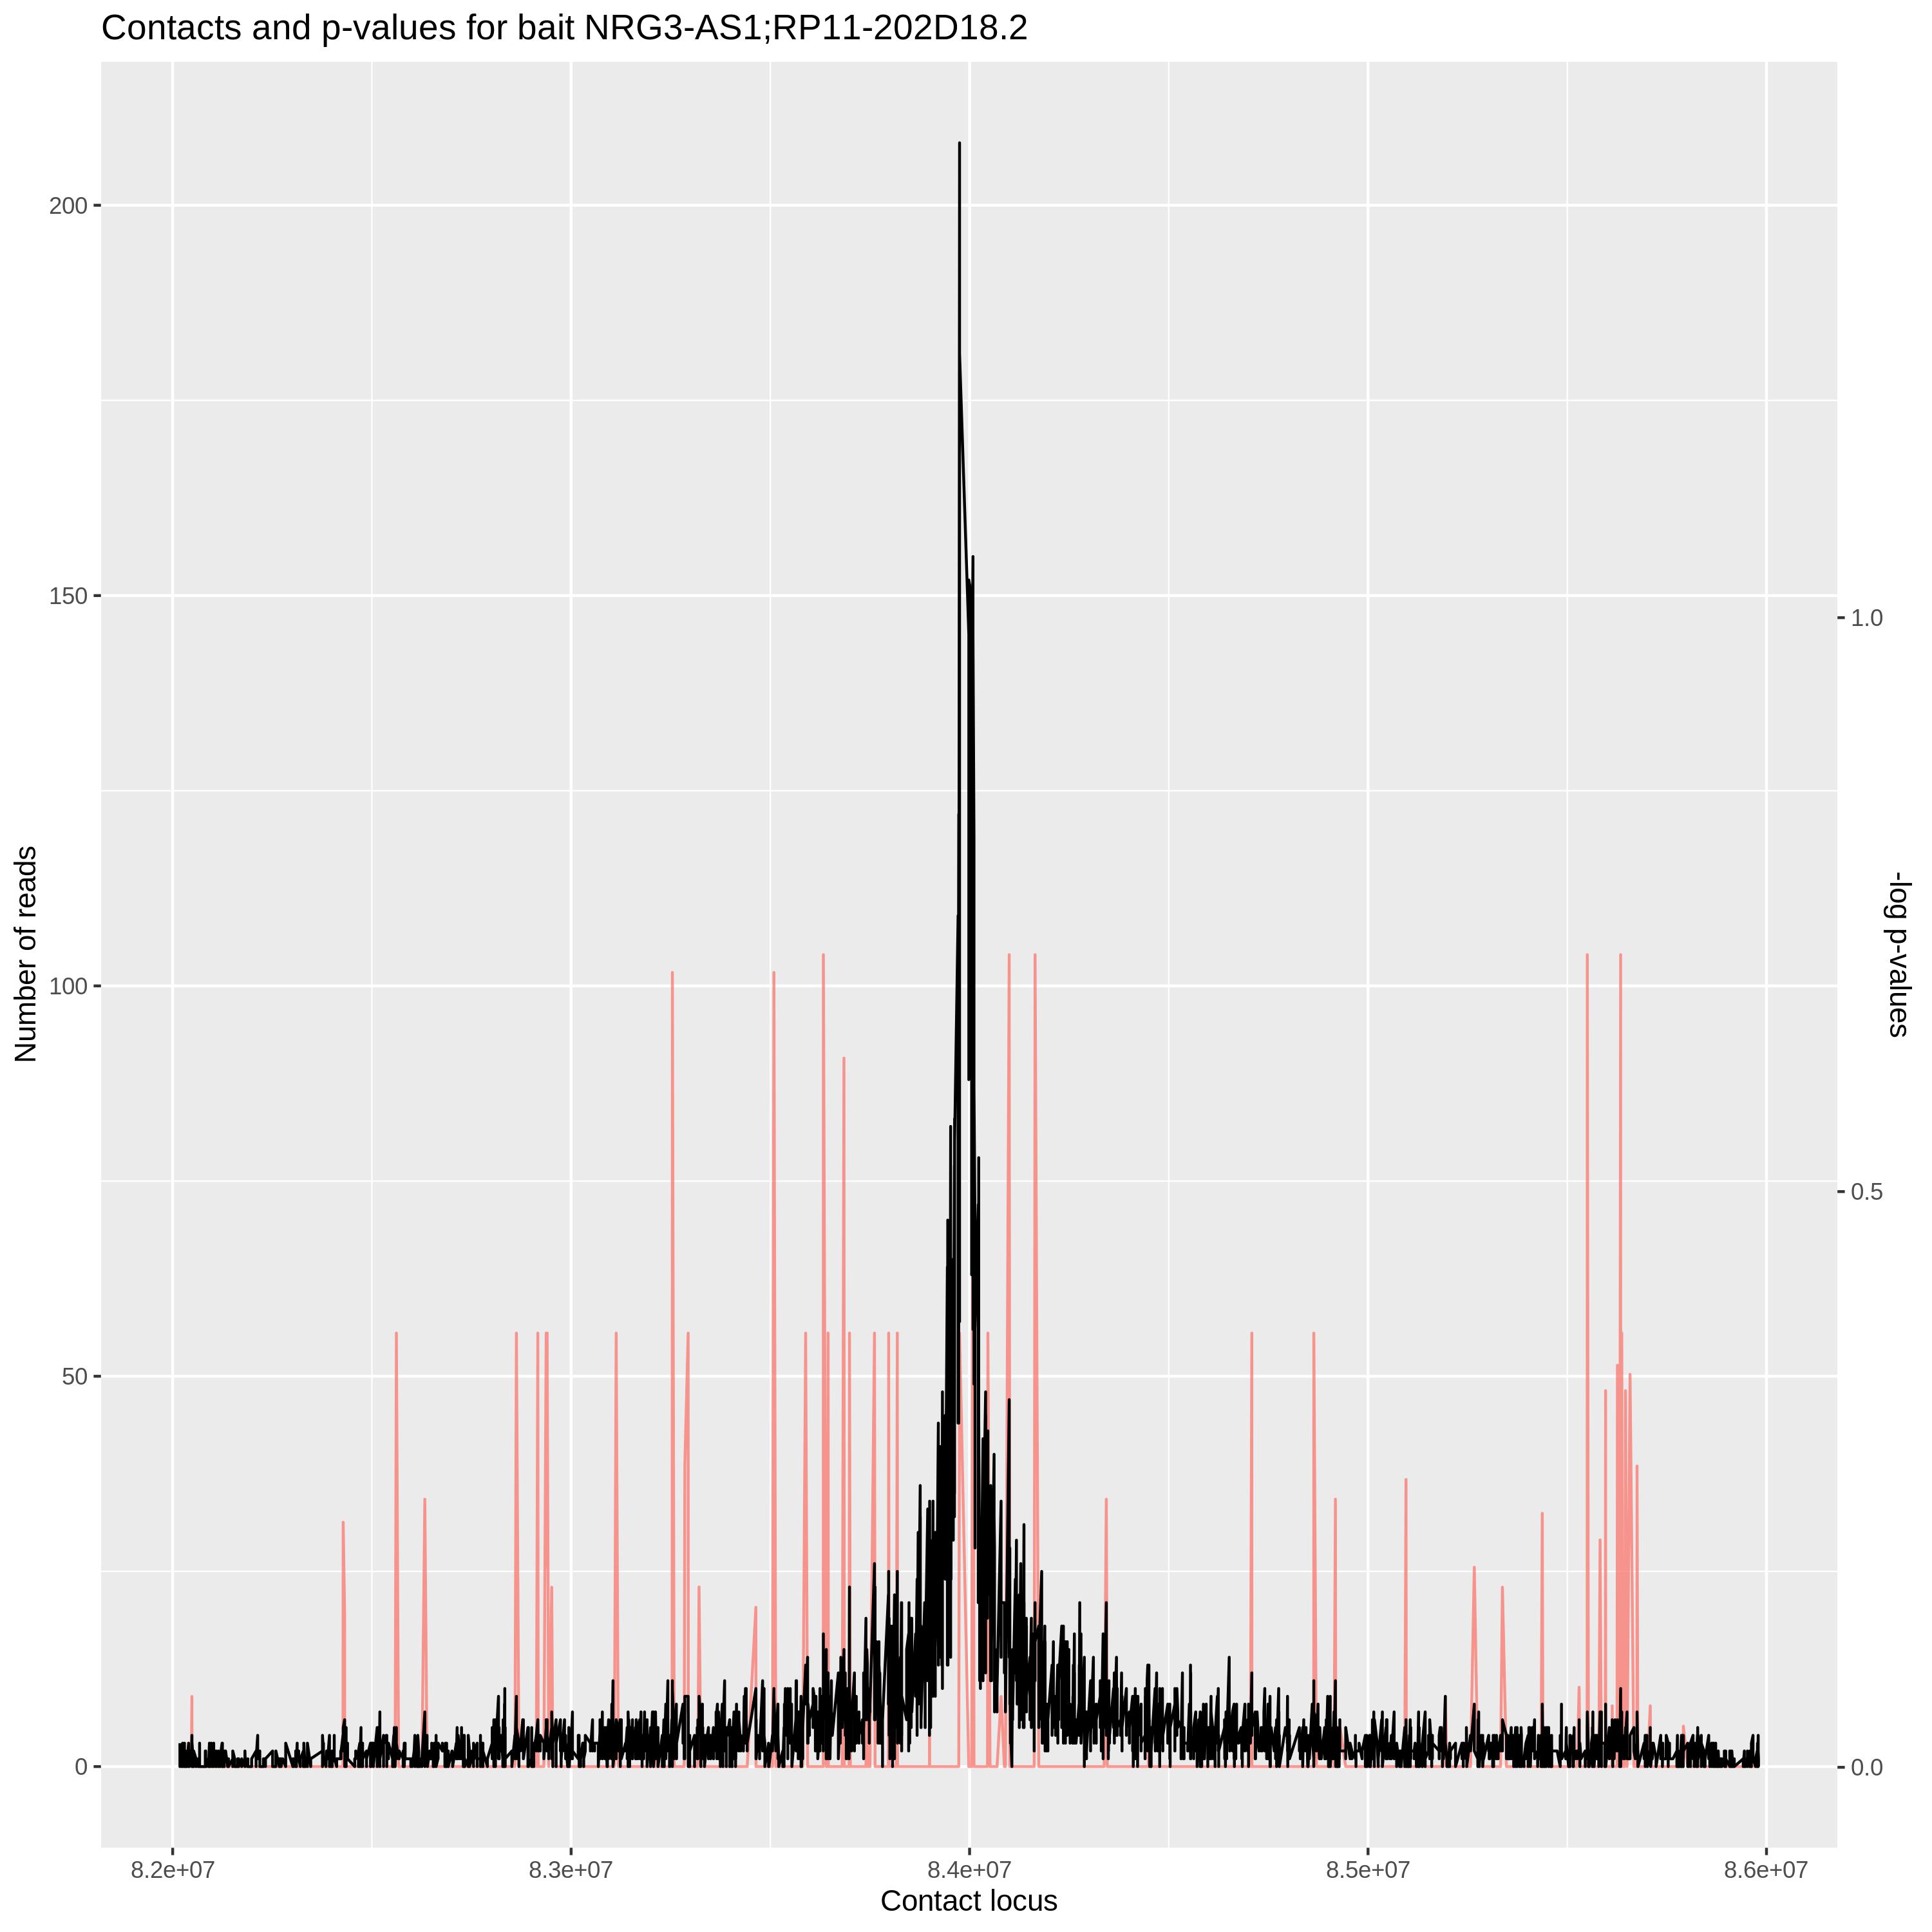 Contacts and p-values for bait NRG3-AS1;RP11-202D18.2
200
150
100
50
0
Number of reads
1.0
0.5
0.0
-log p-values
8.2e+07
8.3e+07
8.4e+07
8.5e+07
8.6e+07
Contact locus